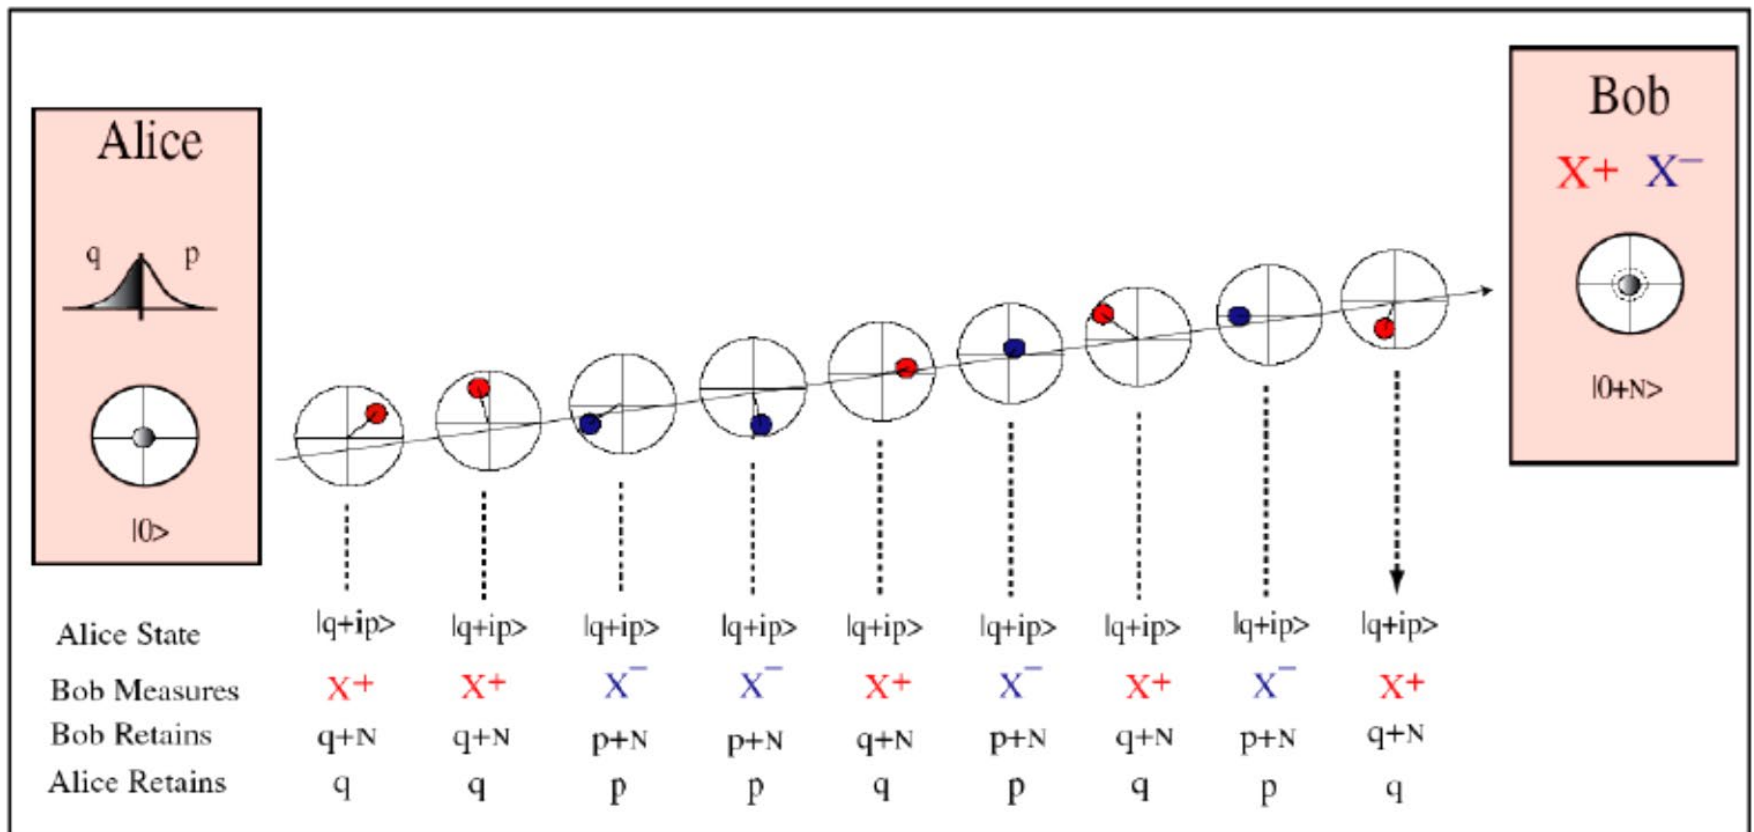 Alice
q p
|0>
Bob
X+ X−
|0+N>
Alice State |q+ip> |q+ip> |q+ip> |q+ip> |q+ip> |q+ip> |q+ip> |q+ip> |q+ip>
Bob Measures X+ X+ X− X− X+ X− X+ X− X+
Bob Retains q+N q+N p+N p+N q+N p+N q+N p+N q+N
Alice Retains q q p p q p q p q